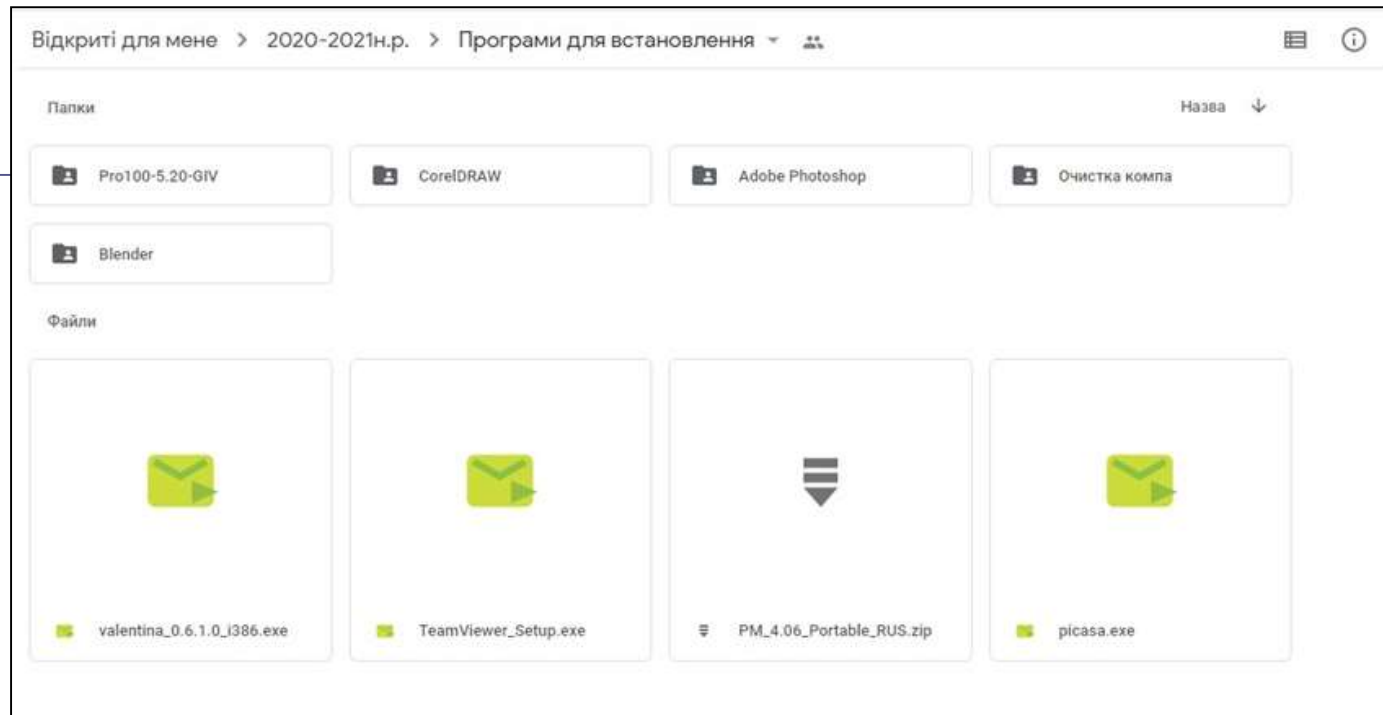 Відкриті для мене > 2020-2021н.р. > Програми для встановлення
Папки Назва
Pro100-5.20-GIV CorelDRAW Adobe Photoshop Очистка компа
Blender
Файли
valentina_0.6.1.0_i386.exe TeamViewer_Setup.exe PM_4.06_Portable_RUS.zip picasa.exe